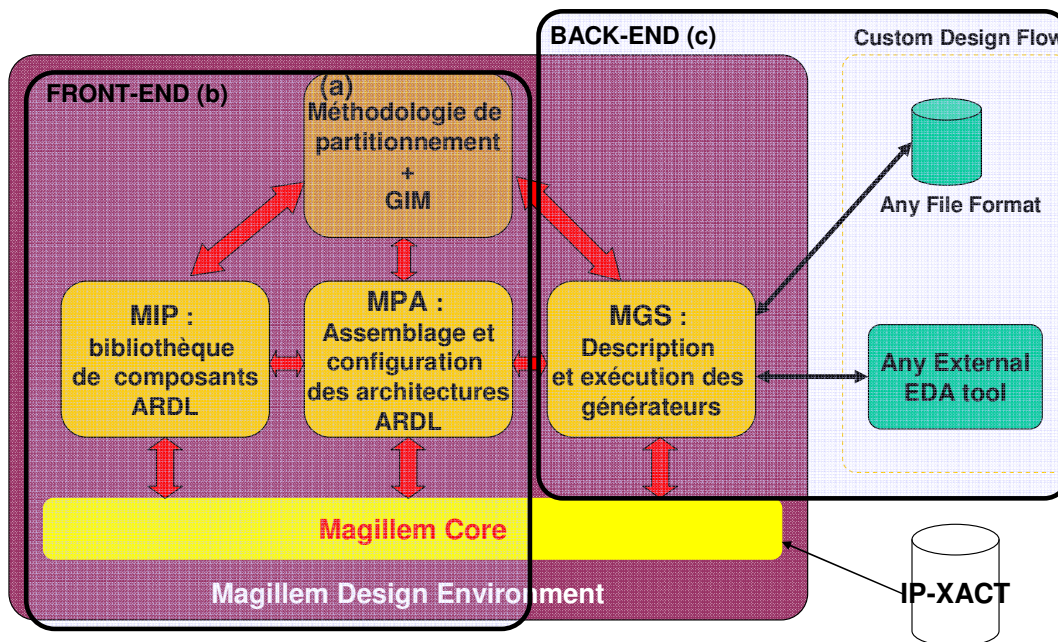 BACK-END (c)
Custom Design Flow
FRONT-END (b)
(a)
Méthodologie de
partitionnement
+
GIM
Any File Format
MIP :
bibliothèque
de composants
ARDL
MPA :
Assemblage et
configuration
des architectures
ARDL
MGS :
Description
et exécution des
générateurs
Any External
EDA tool
Magillem Core
Magillem Design Environment
IP-XACT